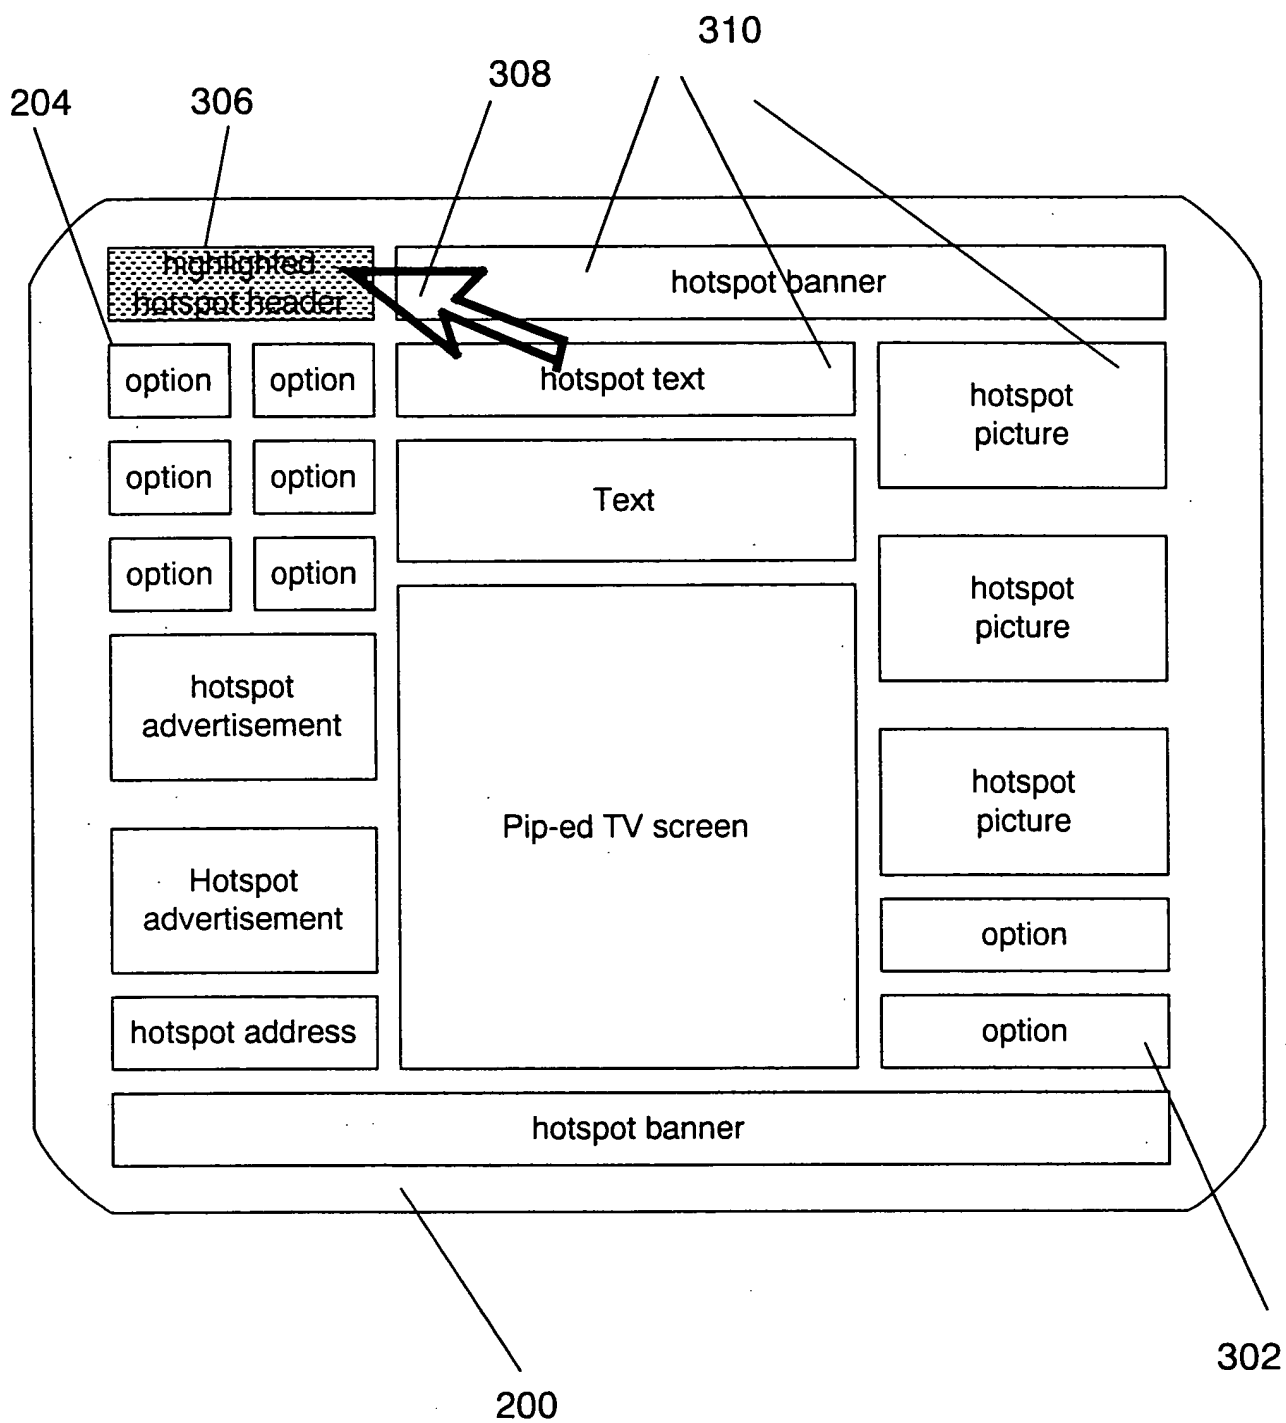 310
308
204
306
highlighted
hotspot header
hotspot banner
option
option
hotspot text
hotspot
picture
option
option
Text
option
option
hotspot
picture
hotspot
advertisement
hotspot
picture
Pip-ed TV screen
Hotspot
advertisement
option
hotspot address
option
hotspot banner
302
200